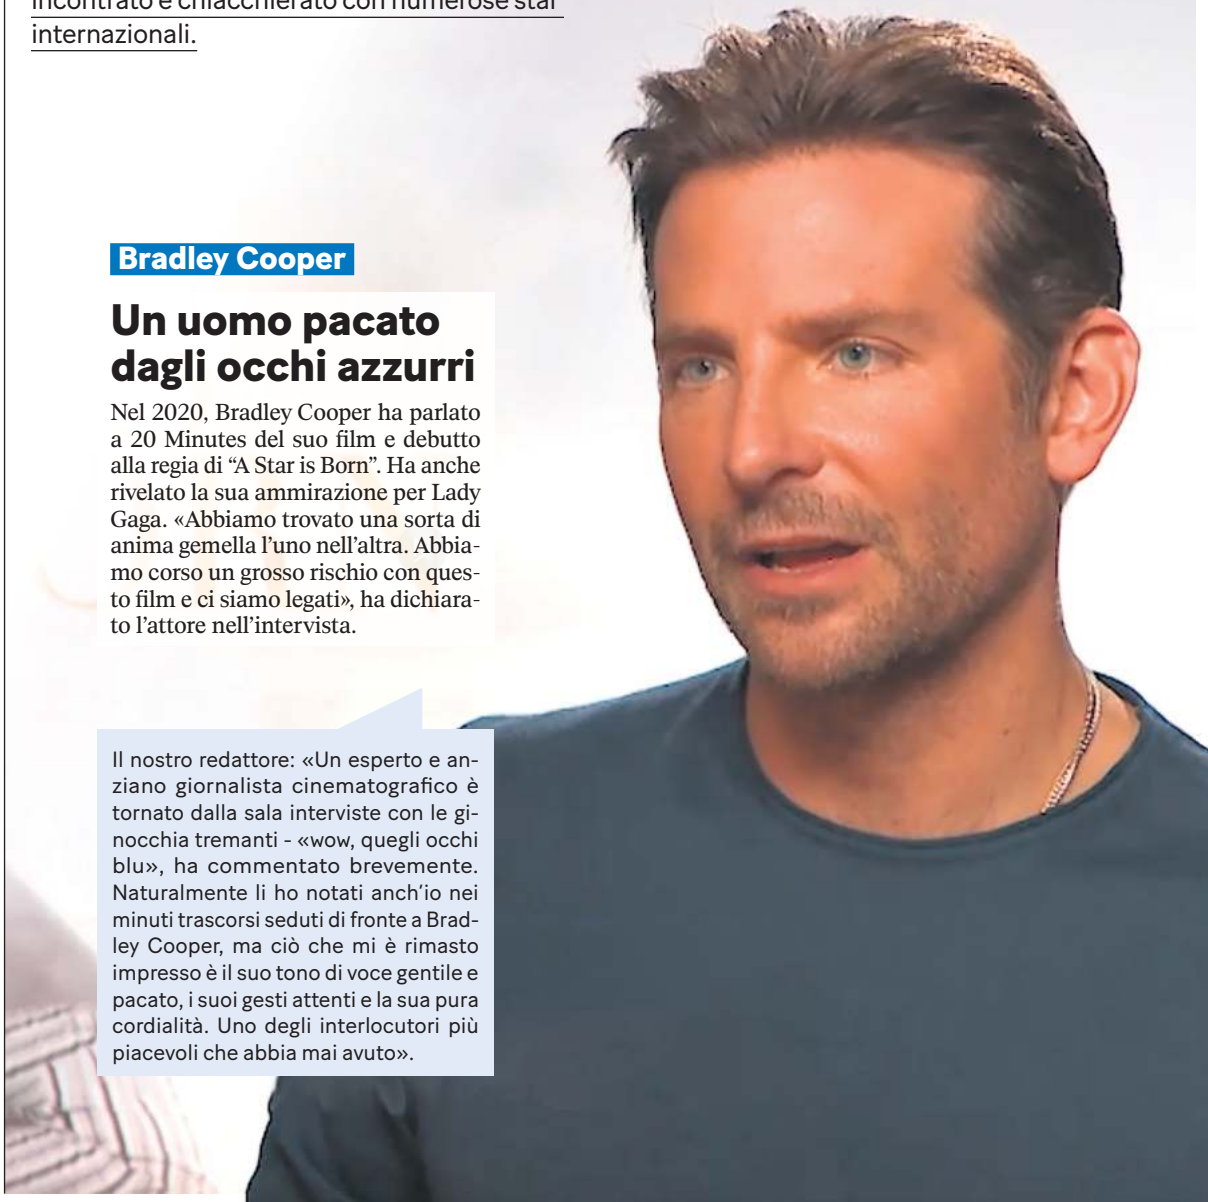 incontrato e chiacchierato con numerose star
internazionali.
Bradley Cooper
Un uomo pacato
dagli occhi azzurri
Nel 2020, Bradley Cooper ha parlato
a 20 Minutes del suo film e debutto
alla regia di “A Star is Born”. Ha anche
rivelato la sua ammirazione per Lady
Gaga. «Abbiamo trovato una sorta di
anima gemella l’uno nell’altra. Abbia-
mo corso un grosso rischio con ques-
to film e ci siamo legati», ha dichiara-
to l’attore nell’intervista.
Il nostro redattore: «Un esperto e an-
ziano giornalista cinematografico è
tornato dalla sala interviste con le gi-
nocchia tremanti - «wow, quegli occhi
blu», ha commentato brevemente.
Naturalmente li ho notati anch’io nei
minuti trascorsi seduti di fronte a Brad-
ley Cooper, ma ciò che mi è rimasto
impresso è il suo tono di voce gentile e
pacato, i suoi gesti attenti e la sua pura
cordialità. Uno degli interlocutori più
piacevoli che abbia mai avuto».